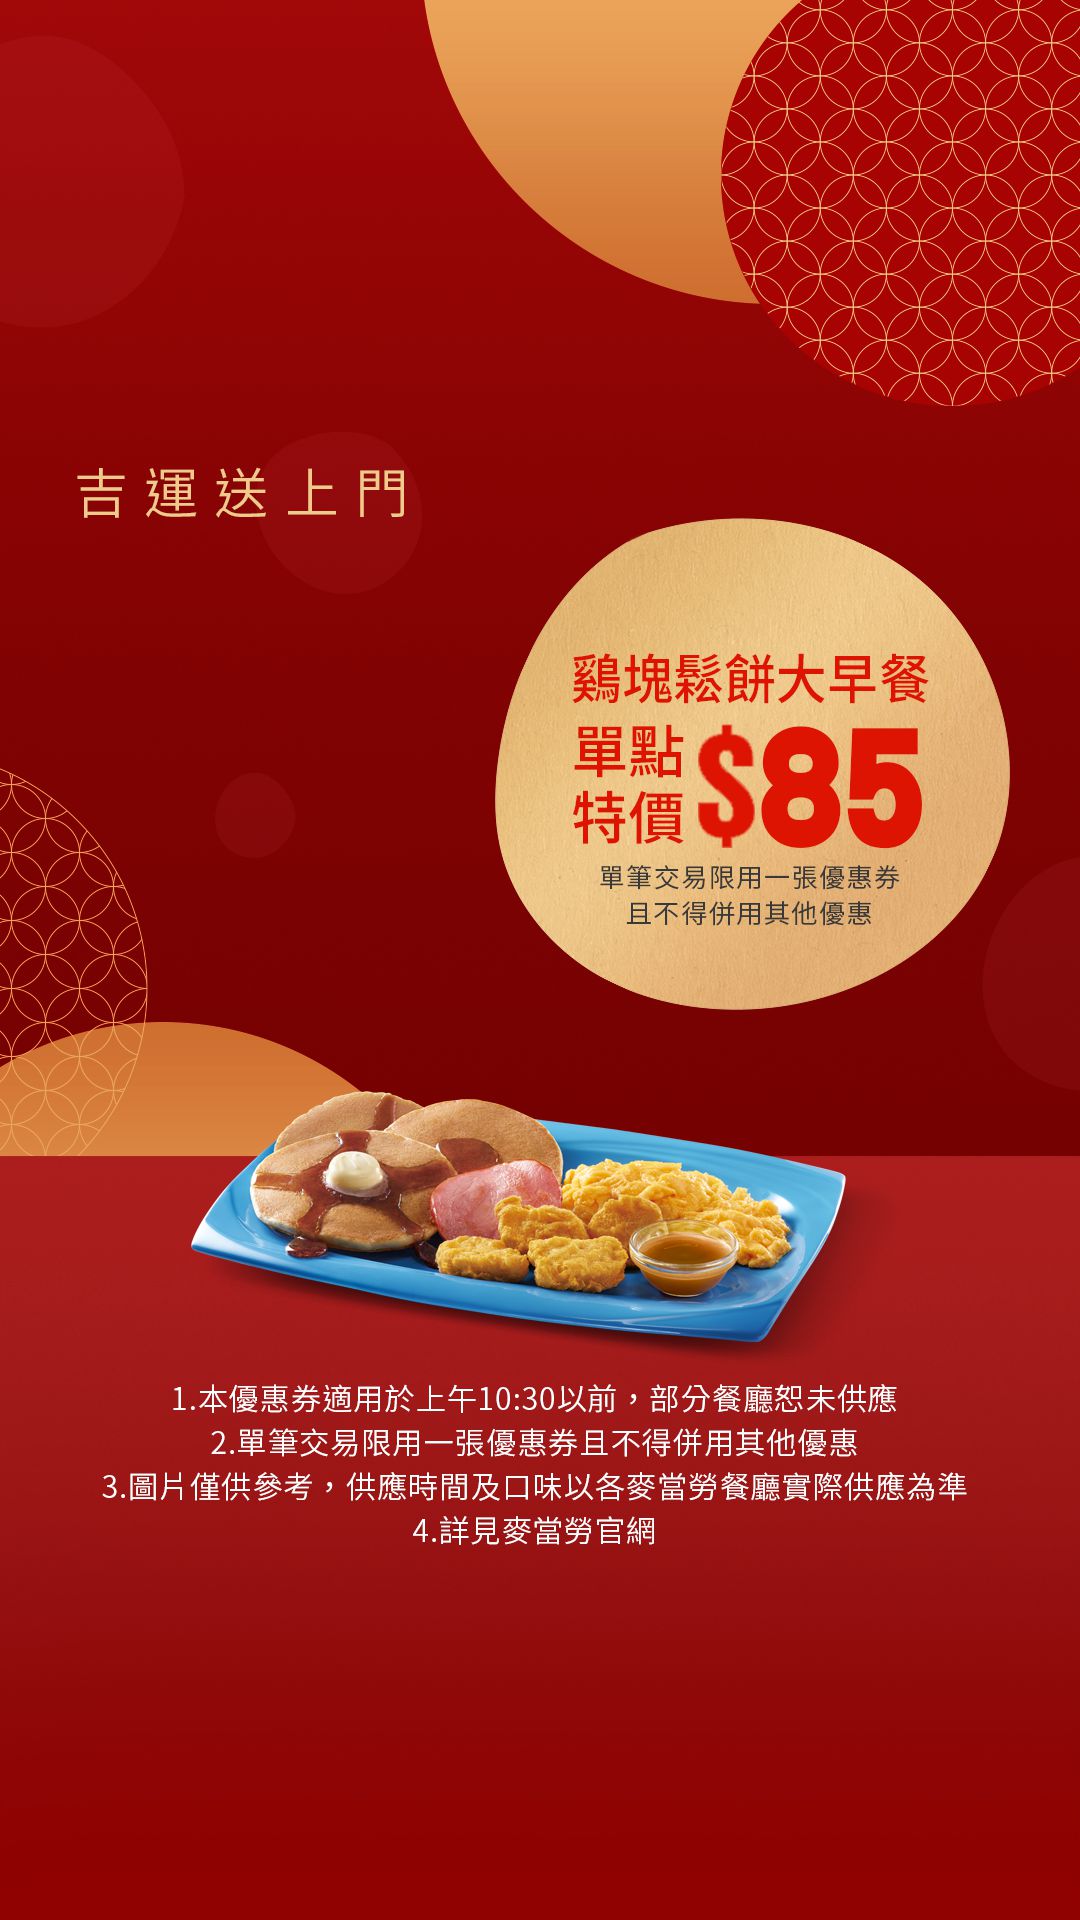 吉運送上門
鷄塊鬆餅大早餐
單點
特價 $85
單筆交易限用一張優惠券
且不得併用其他優惠
1.本優惠券適用於上午10:30以前，部分餐廳恕未供應
2.單筆交易限用一張優惠券且不得併用其他優惠
3.圖片僅供參考，供應時間及口味以各麥當勞餐廳實際供應為準
4.詳見麥當勞官網